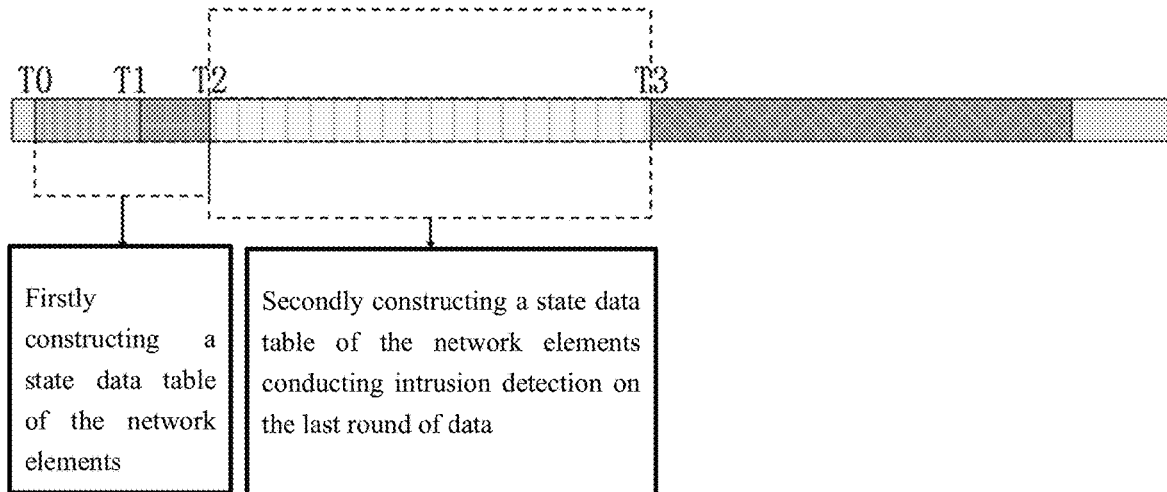 T0 T1 T2 T3
Firstly
constructing a
state data table
of the network
elements
Secondly constructing a state data
table of the network elements
conducting intrusion detection on
the last round of data